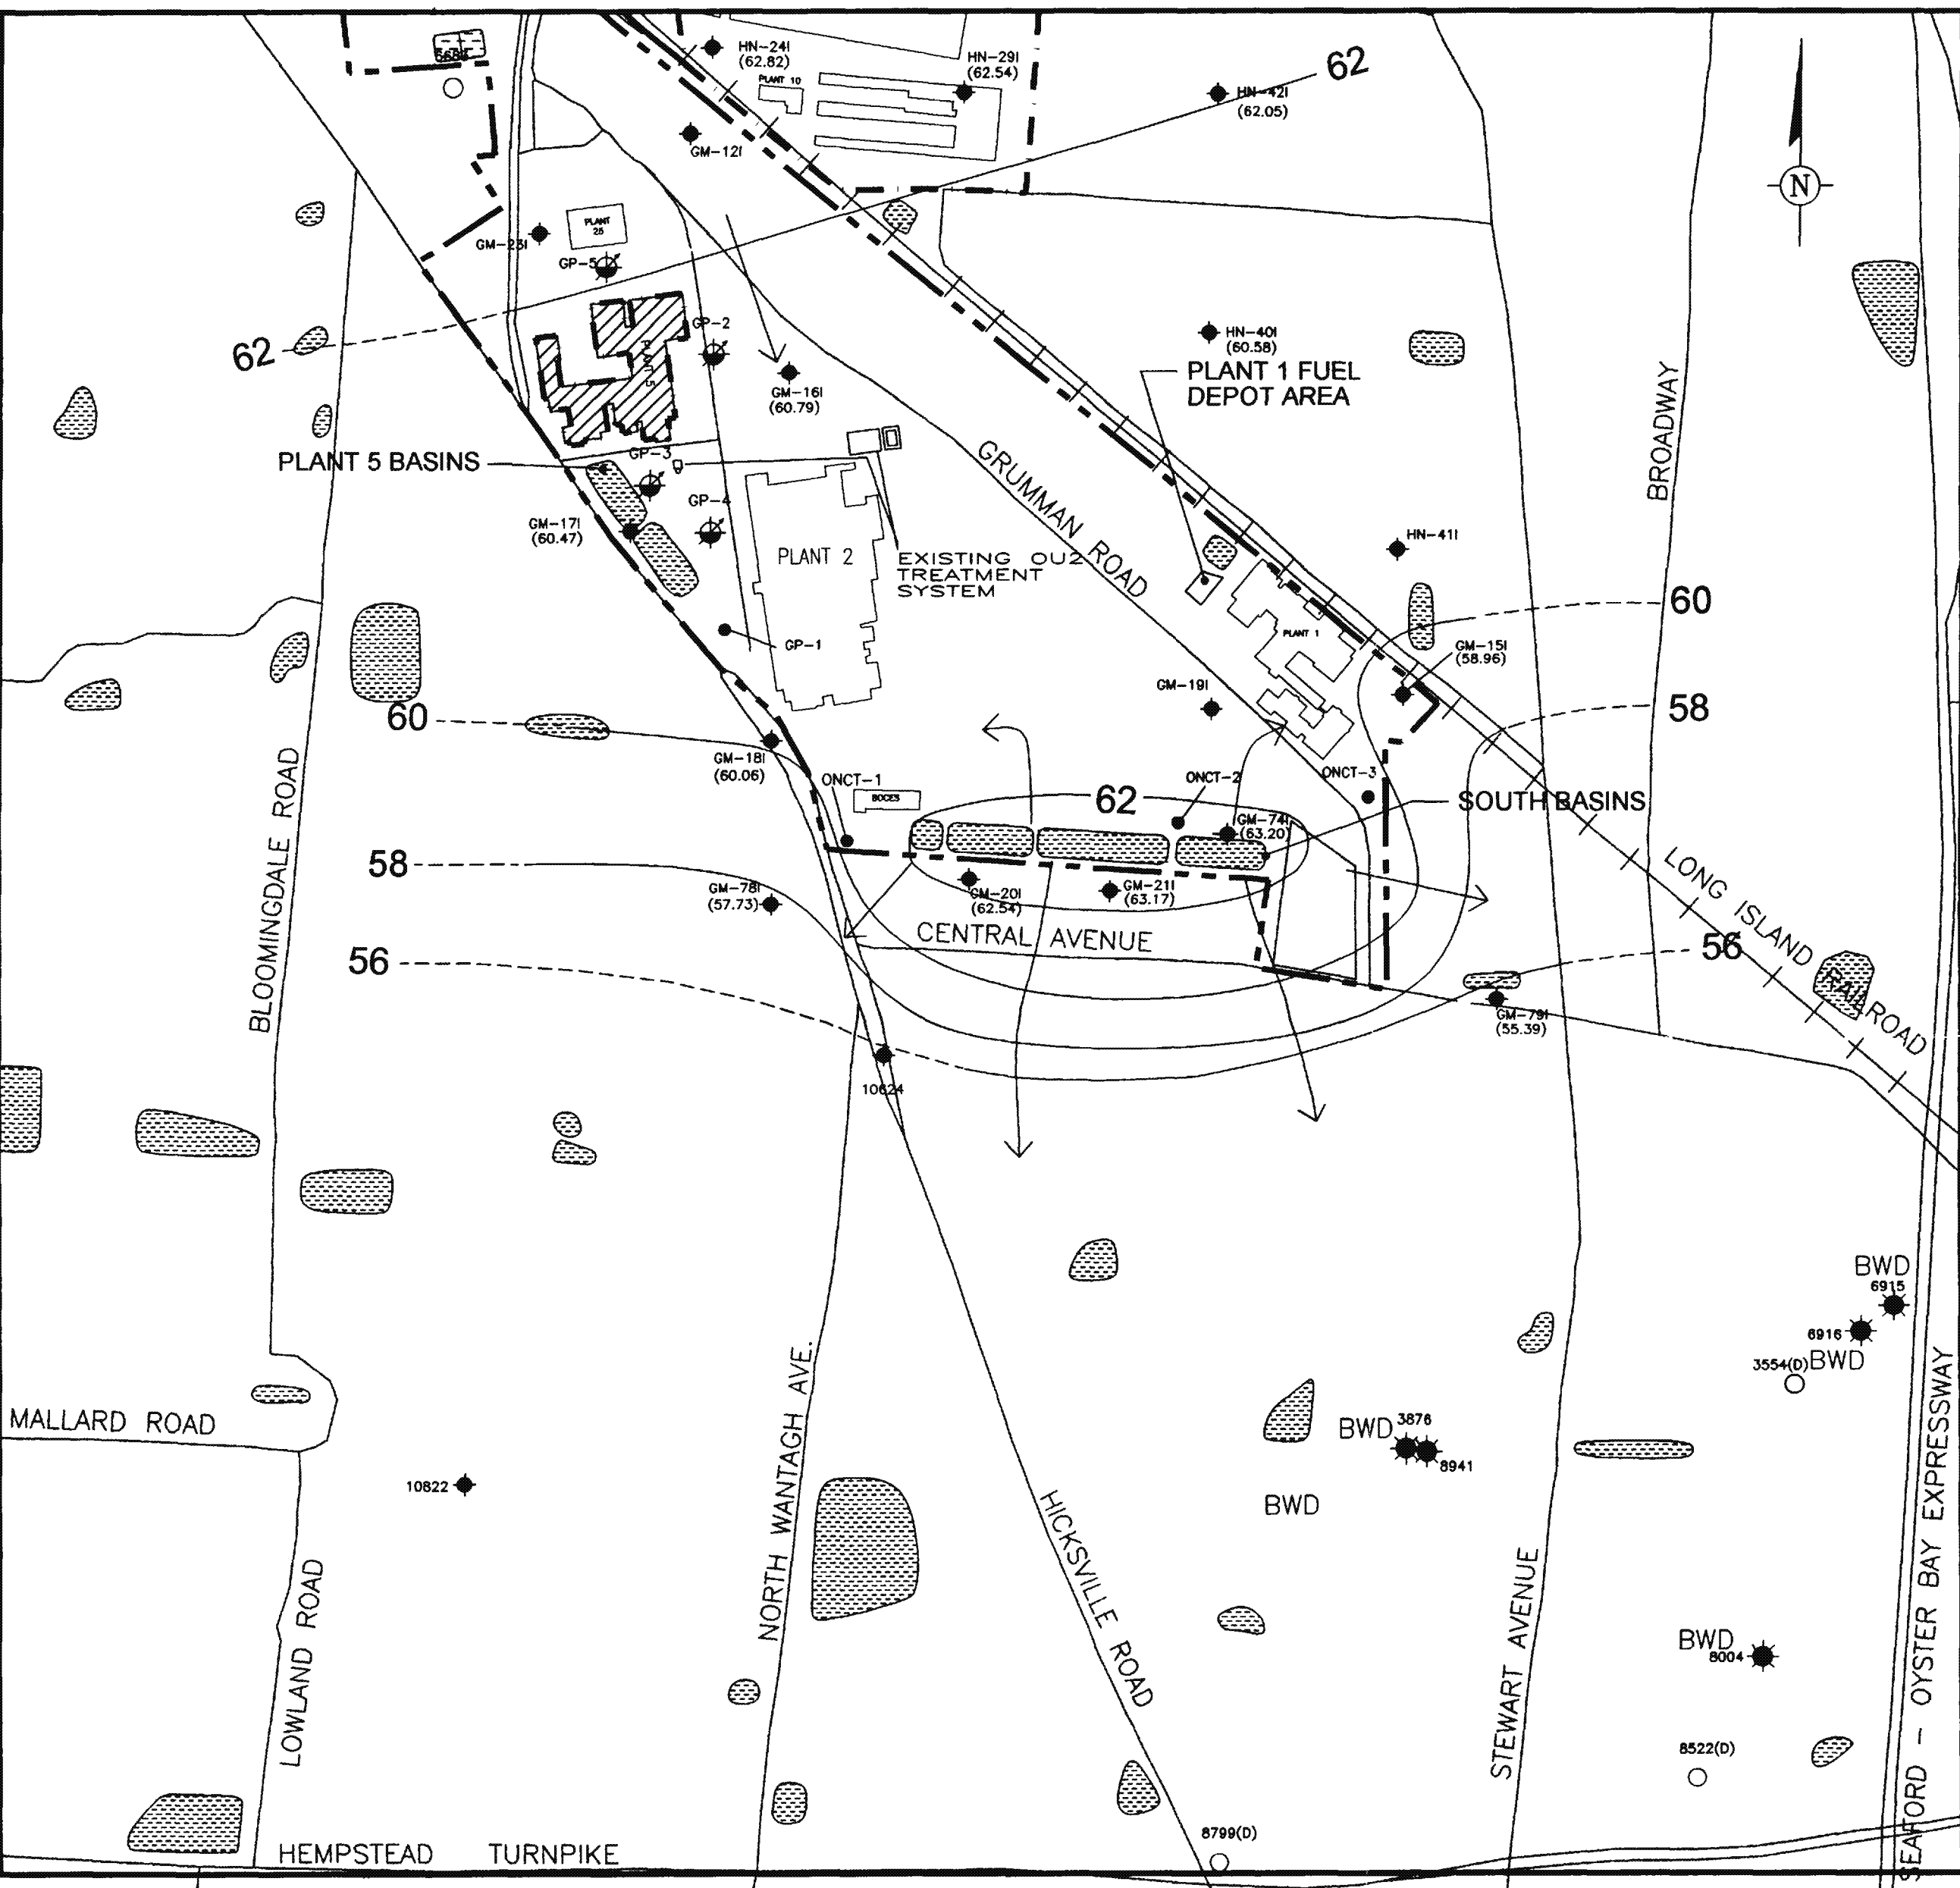 HN-24I
(62.82)
HN-29I
(62.54)
62
PLANT 10
HN-42I
(62.05)
GM-12I
N
PLANT
25
GM-23I
GP-5
GP-2
62
HN-40I
(60.58)
PLANT 1 FUEL
DEPOT AREA
GM-16I
(60.79)
PLANT 5
BROADWAY
GRUMMAN ROAD
PLANT 5 BASINS
GP-3
GP-4
GM-17I
(60.47)
HN-41I
PLANT 2
EXISTING OU2
TREATMENT
SYSTEM
60
PLANT 1
GP-1
GM-15I
(58.96)
GM-19I
58
60
GM-18I
(60.06)
ONCT-1
ONCT-2
ONCT-3
BOCES
62
SOUTH BASINS
GM-74I
(63.20)
LONG ISLAND RAILROAD
BLOOMINGDALE ROAD
58
GM-78I
(57.73)
GM-20I
(62.54)
GM-21I
(63.17)
CENTRAL AVENUE
56
56
GM-79I
(55.39)
10624
BWD
6915
6916
3554(D)
BWD
MALLARD ROAD
BWD
3876
8941
10822
BWD
NORTH WANTAGH AVE.
HICKSVILLE ROAD
LOWLAND ROAD
STEWART AVENUE
SEAFORD - OYSTER BAY EXPRESSWAY
BWD
8004
8522(D)
8799(D)
HEMPSTEAD TURNPIKE